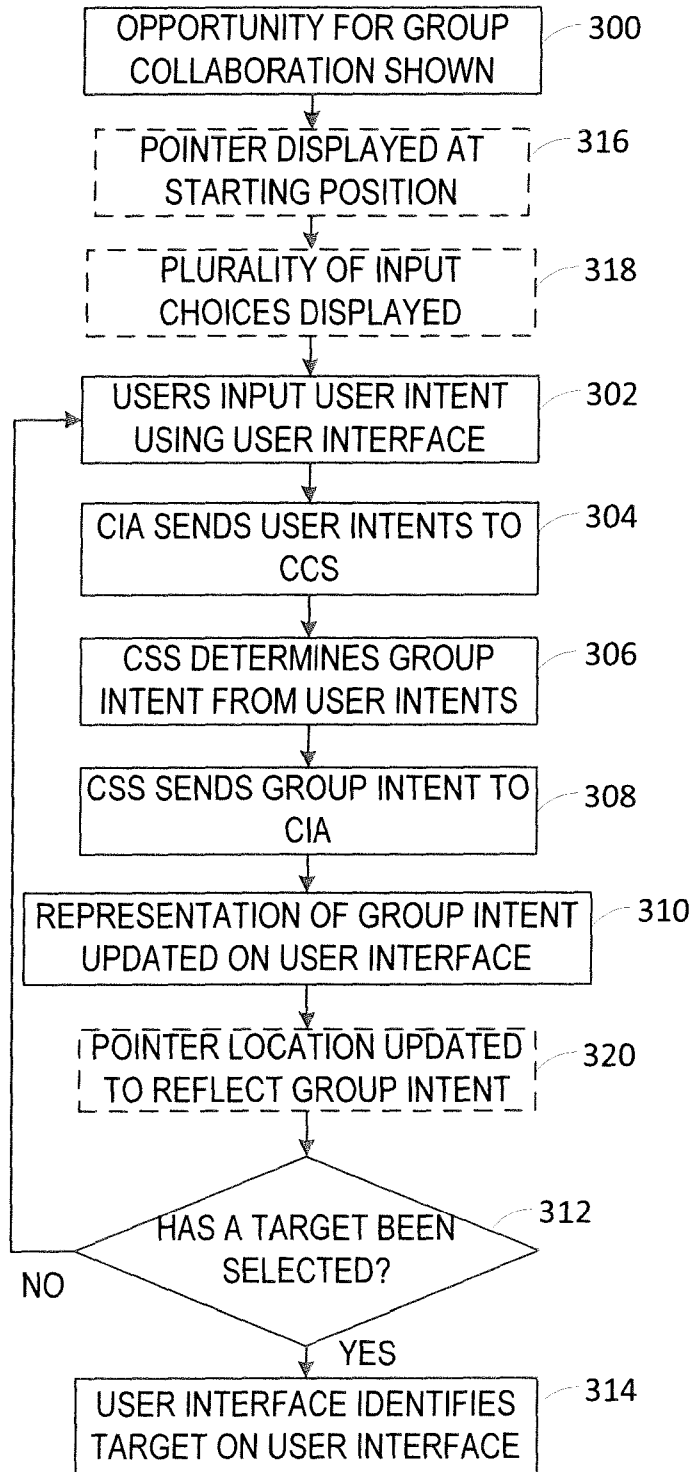 OPPORTUNITY FOR GROUP
COLLABORATION SHOWN
300
POINTER DISPLAYED AT
STARTING POSITION
316
PLURALITY OF INPUT
CHOICES DISPLAYED
318
USERS INPUT USER INTENT
USING USER INTERFACE
302
CIA SENDS USER INTENTS TO
CCS
304
CSS DETERMINES GROUP
INTENT FROM USER INTENTS
306
CSS SENDS GROUP INTENT TO
CIA
308
REPRESENTATION OF GROUP INTENT
UPDATED ON USER INTERFACE
310
POINTER LOCATION UPDATED
TO REFLECT GROUP INTENT
320
HAS A TARGET BEEN
SELECTED?
312
NO
YES
USER INTERFACE IDENTIFIES
TARGET ON USER INTERFACE
314